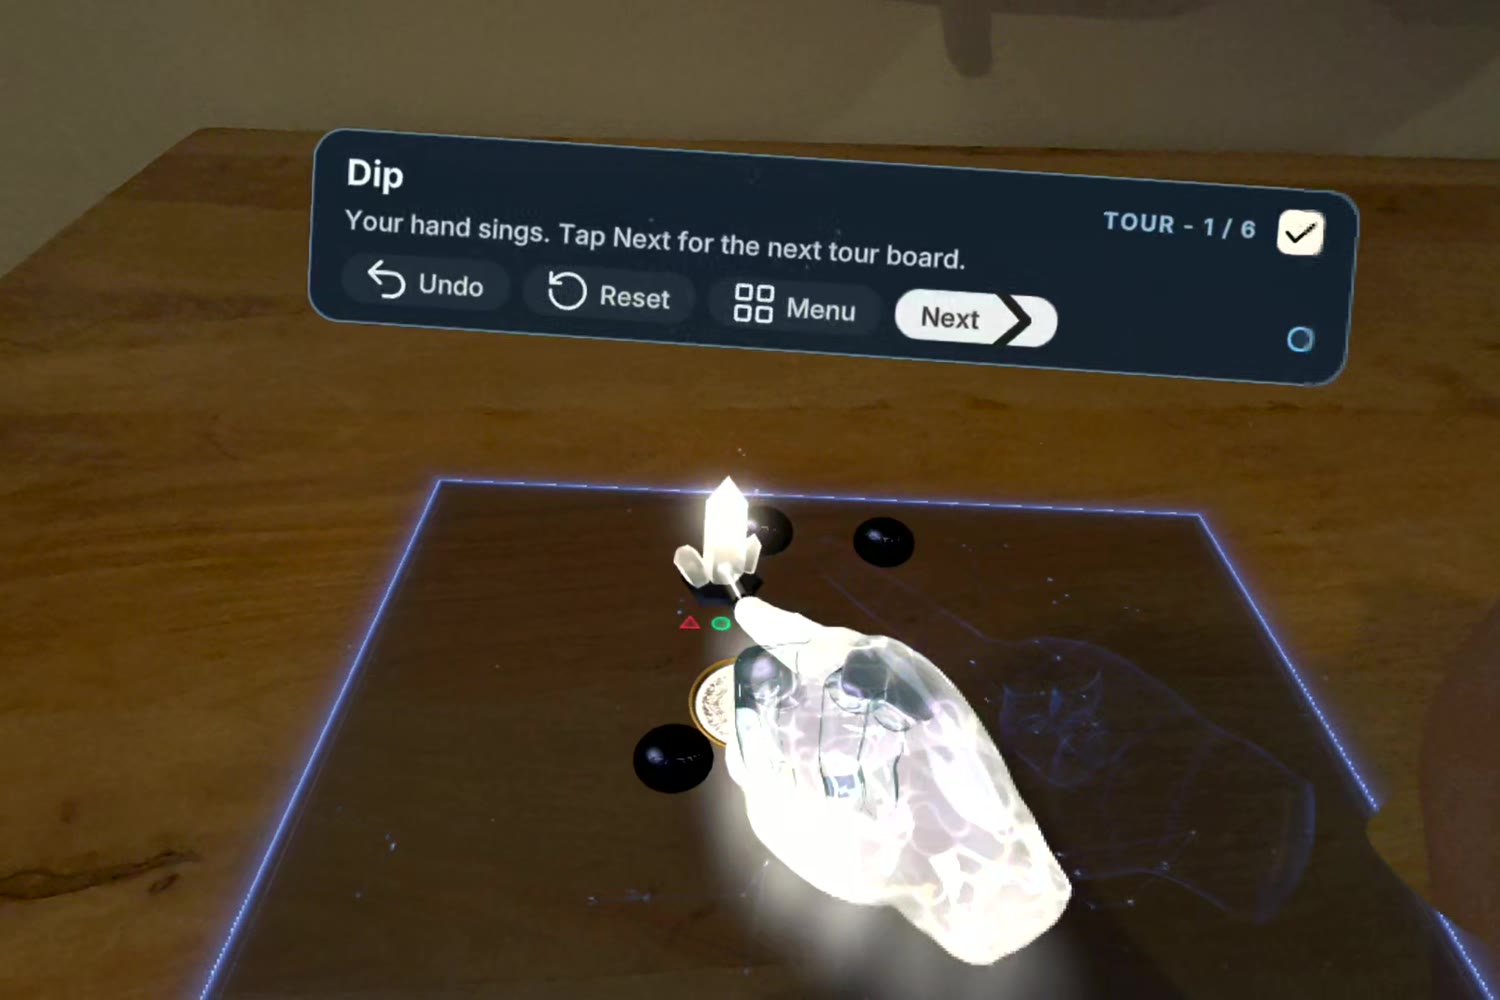 Dip
TOUR - 1 / 6
Your hand sings. Tap Next for the next tour board.
Undo
Reset
Menu
Next